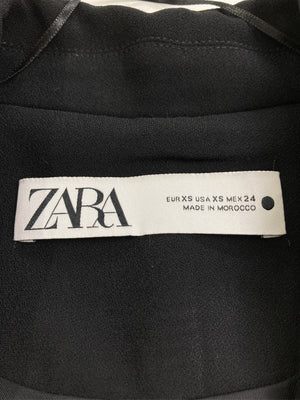 ZARA
EUR XS USA XS MEX 24
MADE IN MOROCCO